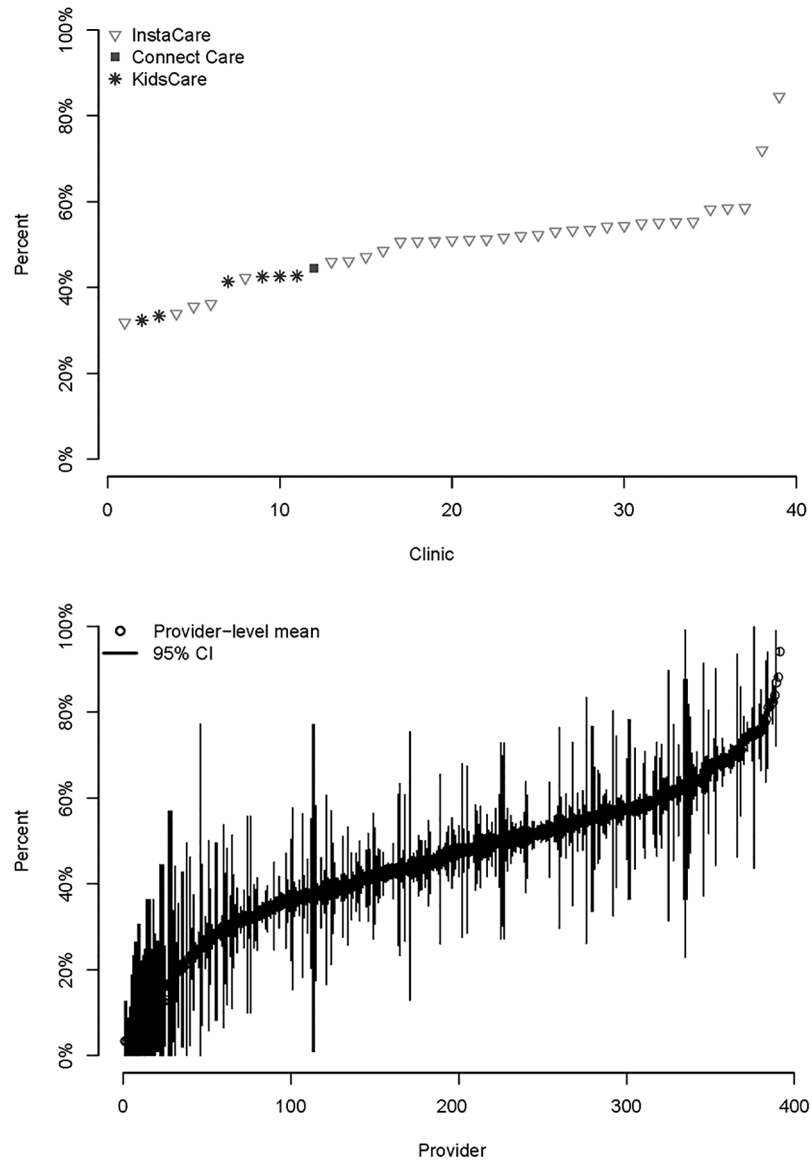 100%
80%
60%
40%
20%
0%
Percent
InstaCare
Connect Care
KidsCare
0 10 20 30 40
Clinic
100%
80%
60%
40%
20%
0%
Percent
Provider-level mean
95% CI
0 100 200 300 400
Provider